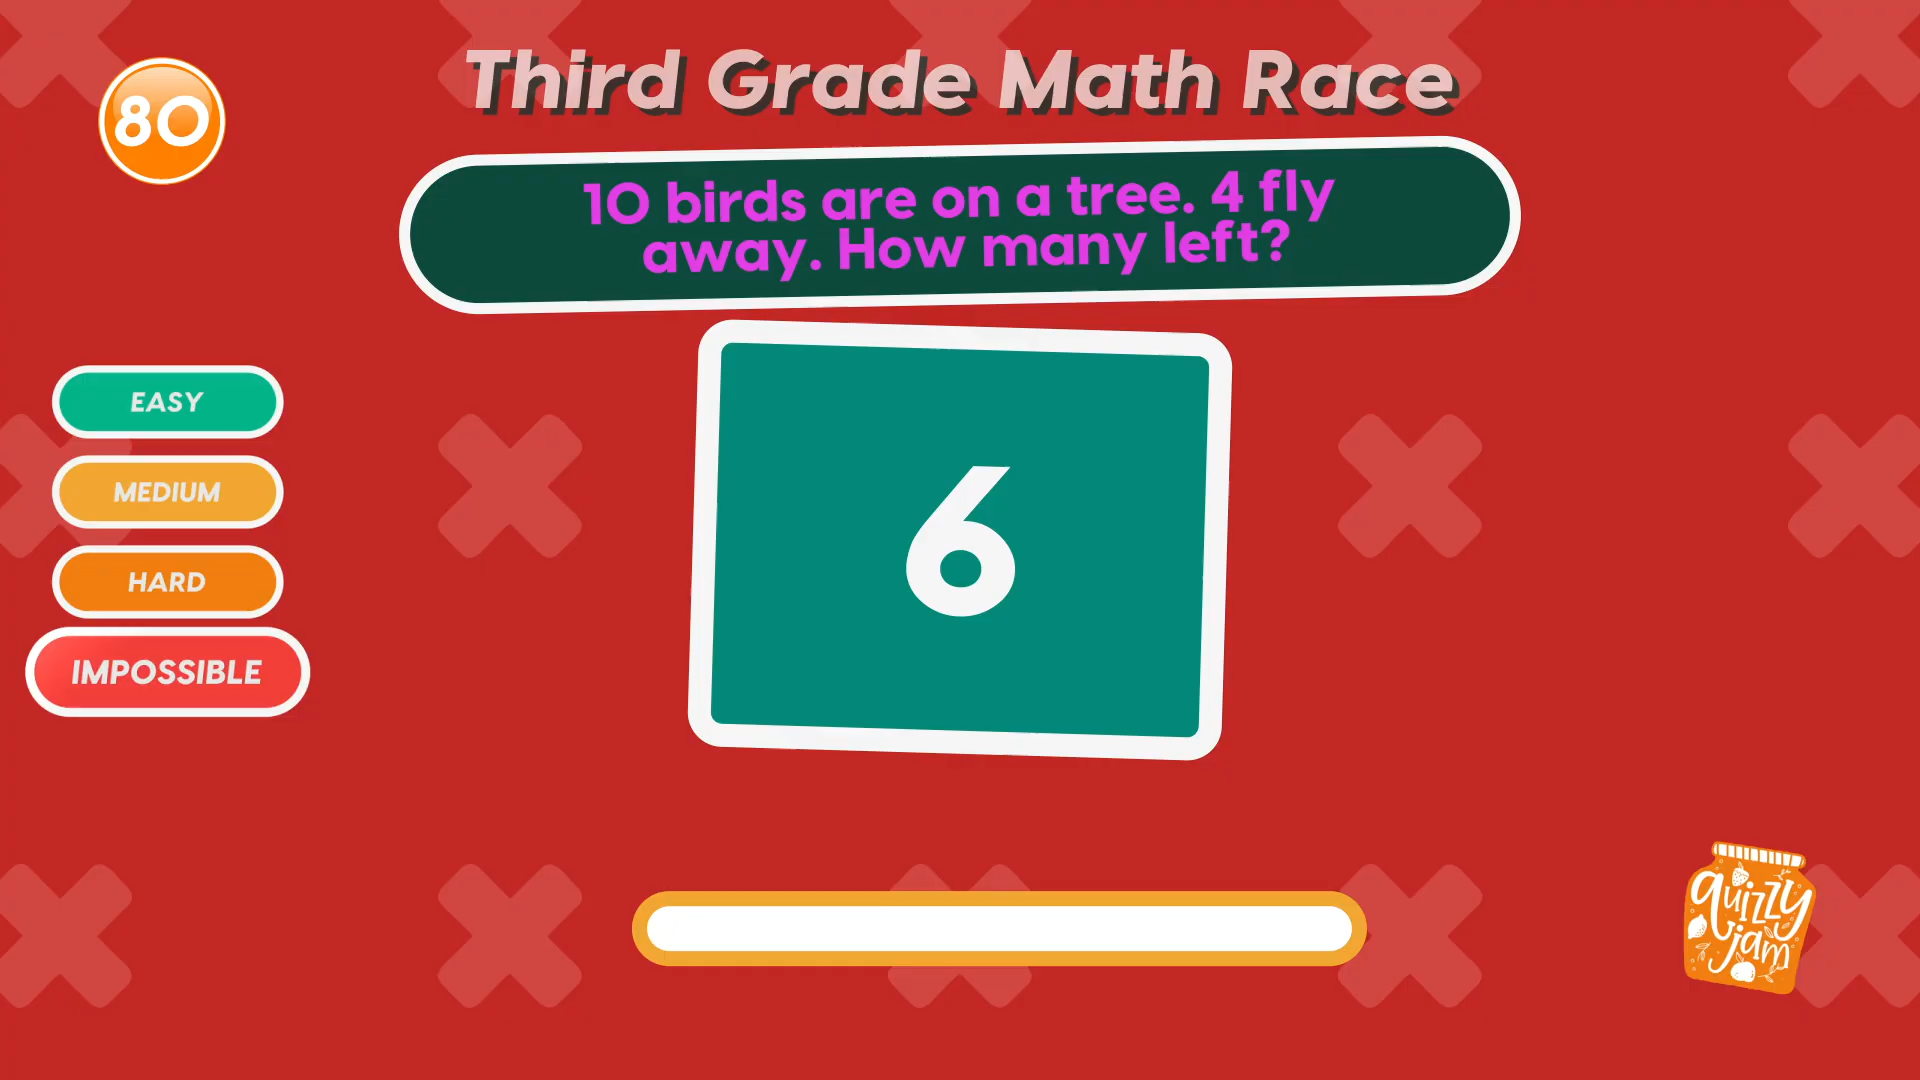 Third Grade Math Race
80
10 birds are on a tree. 4 fly
away. How many left?
EASY
MEDIUM
HARD
IMPOSSIBLE
6
quizzy
jam